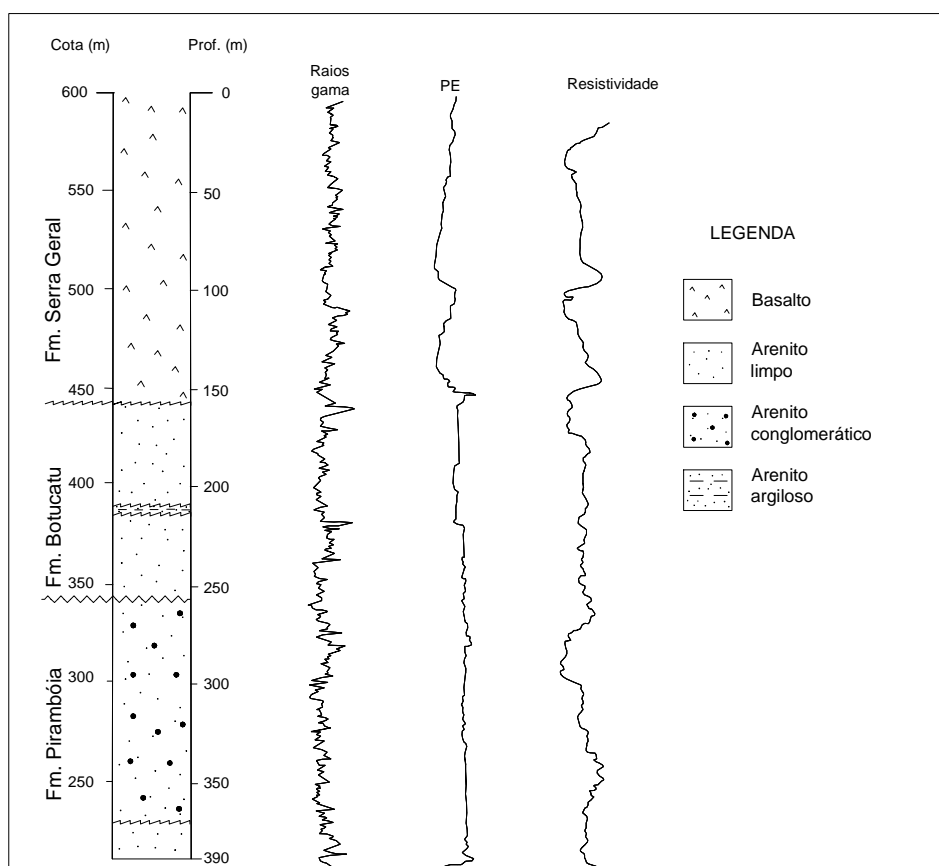 Cota (m)
Prof. (m)
Raios
gama
PE
Resistividade
600
0
550
50
500
100
450
150
400
200
350
250
300
300
250
350
390
Fm. Serra Geral
Fm. Botucatu
Fm. Pirambóia
LEGENDA
Basalto
Arenito
limpo
Arenito
conglomerático
Arenito
argiloso